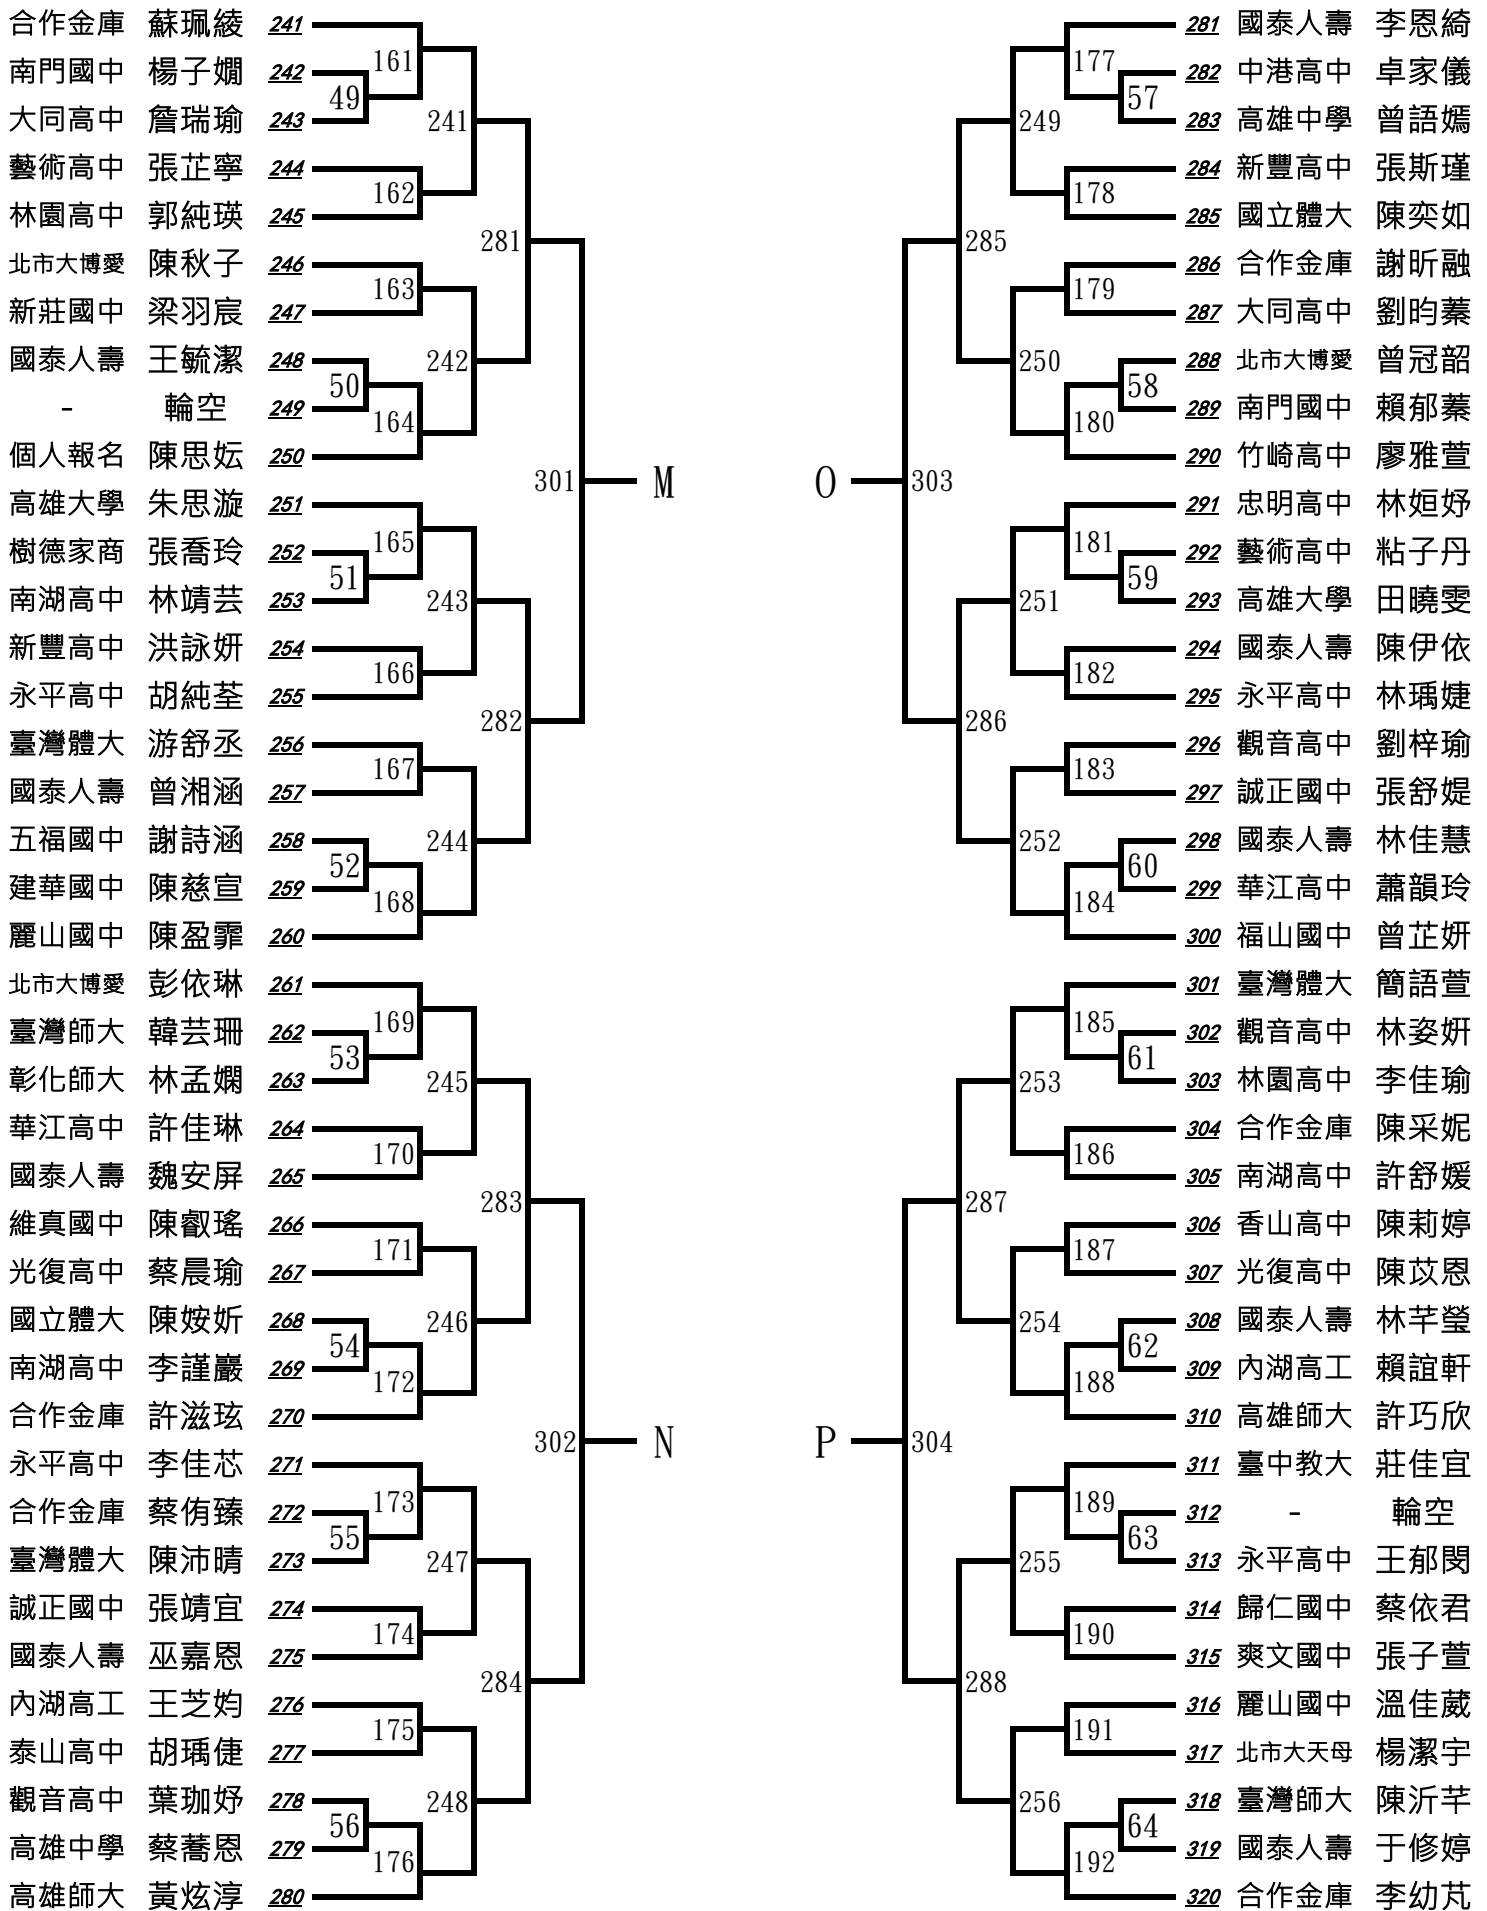 合作金庫 蘇珮綾 241
南門國中 楊子嫺 242
大同高中 詹瑞瑜 243
藝術高中 張芷寧 244
林園高中 郭純瑛 245
北市大博愛 陳秋子 246
新莊國中 梁羽宸 247
國泰人壽 王毓潔 248
- 輪空 249
個人報名 陳思妘 250
高雄大學 朱思漩 251
樹德家商 張喬玲 252
南湖高中 林靖芸 253
新豐高中 洪詠妍 254
永平高中 胡純荃 255
臺灣體大 游舒丞 256
國泰人壽 曾湘涵 257
五福國中 謝詩涵 258
建華國中 陳慈宣 259
麗山國中 陳盈霏 260
北市大博愛 彭依琳 261
臺灣師大 韓芸珊 262
彰化師大 林孟嫻 263
華江高中 許佳琳 264
國泰人壽 魏安屏 265
維真國中 陳叡瑤 266
光復高中 蔡晨瑜 267
國立體大 陳姲妡 268
南湖高中 李謹巖 269
合作金庫 許滋玹 270
永平高中 李佳芯 271
合作金庫 蔡侑臻 272
臺灣體大 陳沛晴 273
誠正國中 張靖宜 274
國泰人壽 巫嘉恩 275
內湖高工 王芝妁 276
泰山高中 胡瑀倢 277
觀音高中 葉珈妤 278
高雄中學 蔡蕎恩 279
高雄師大 黃炫淳 280
49
50
51
52
53
54
55
56
161
162
163
164
165
166
167
168
169
170
171
172
173
174
175
176
241
242
243
244
245
246
247
248
281
282
283
284
301
302
M
N
O
P
303
304
285
286
287
288
249
250
251
252
253
254
255
256
177
178
179
180
181
182
183
184
185
186
187
188
189
190
191
192
57
58
59
60
61
62
63
64
281 國泰人壽 李恩綺
282 中港高中 卓家儀
283 高雄中學 曾語嫣
284 新豐高中 張斯瑾
285 國立體大 陳奕如
286 合作金庫 謝昕融
287 大同高中 劉昀蓁
288 北市大博愛 曾冠韶
289 南門國中 賴郁蓁
290 竹崎高中 廖雅萱
291 忠明高中 林姮妤
292 藝術高中 粘子丹
293 高雄大學 田曉雯
294 國泰人壽 陳伊依
295 永平高中 林瑀婕
296 觀音高中 劉梓瑜
297 誠正國中 張舒媞
298 國泰人壽 林佳慧
299 華江高中 蕭韻玲
300 福山國中 曾芷妍
301 臺灣體大 簡語萱
302 觀音高中 林姿妍
303 林園高中 李佳瑜
304 合作金庫 陳采妮
305 南湖高中 許舒媛
306 香山高中 陳莉婷
307 光復高中 陳苡恩
308 國泰人壽 林芊瑩
309 內湖高工 賴誼軒
310 高雄師大 許巧欣
311 臺中教大 莊佳宜
312 - 輪空
313 永平高中 王郁閔
314 歸仁國中 蔡依君
315 爽文國中 張子萱
316 麗山國中 溫佳葳
317 北市大天母 楊潔宇
318 臺灣師大 陳沂芊
319 國泰人壽 于修婷
320 合作金庫 李幼芃